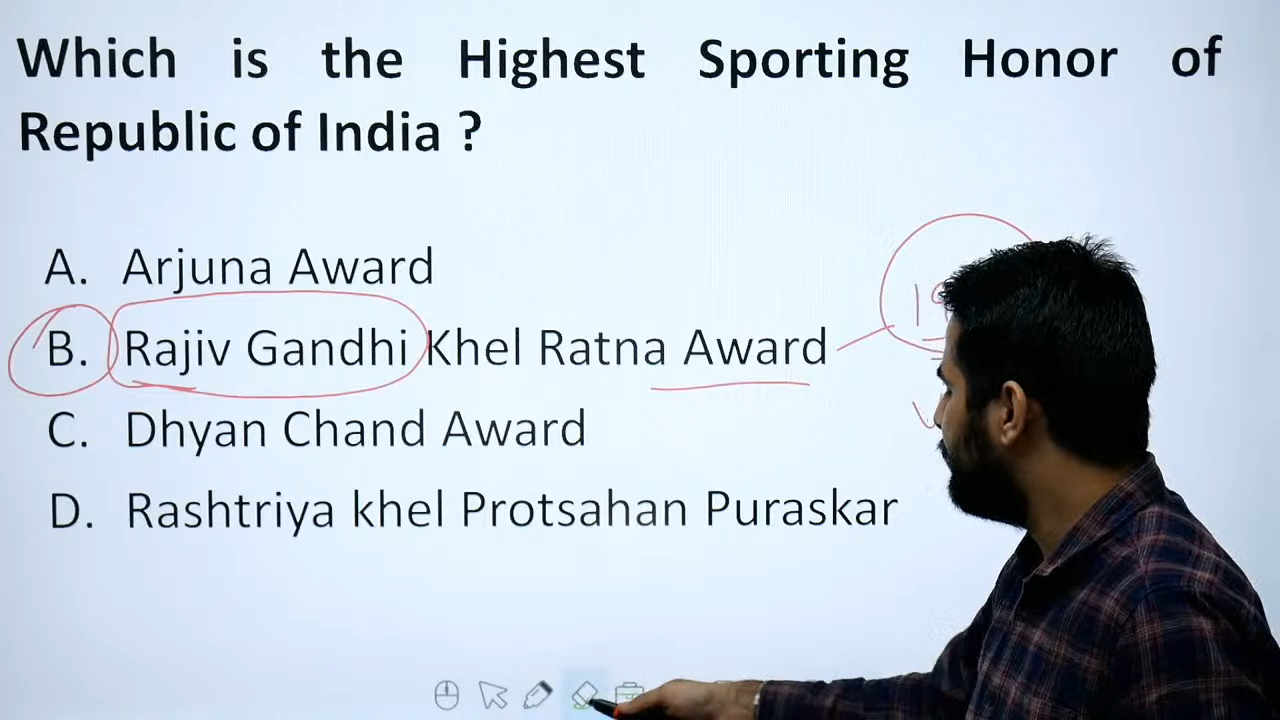 Which is the Highest Sporting Honor of
Republic of India ?
A. Arjuna Award
B. Rajiv Gandhi Khel Ratna Award
C. Dhyan Chand Award
D. Rashtriya khel Protsahan Puraskar